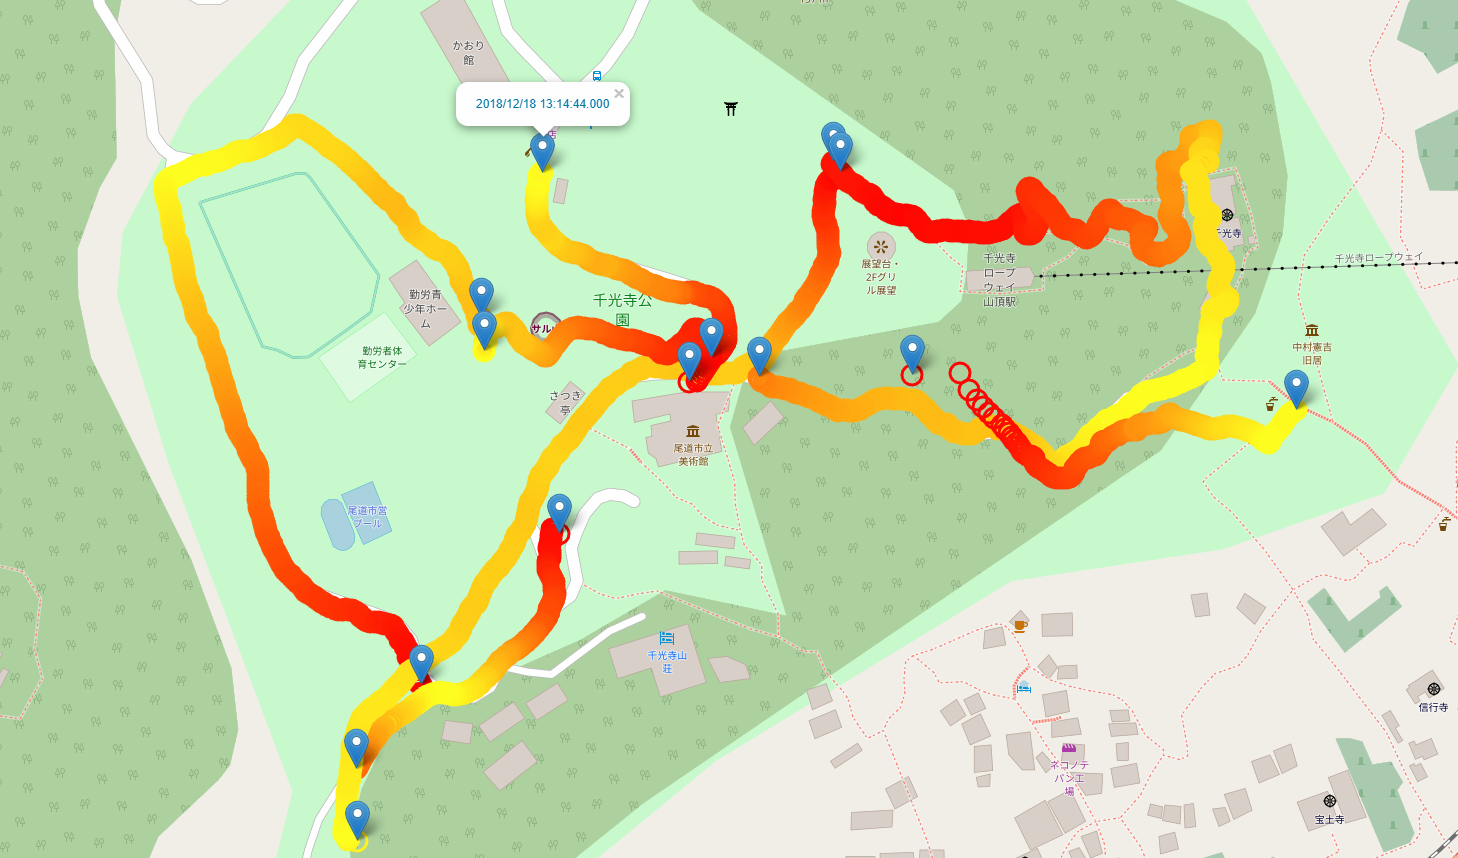 かおり
館
2018/12/18 13:14:44.000
×
店
千光寺
展望台・
2Fグリ
ル展望
千光寺
ロープ
ウェイ
山頂駅
千光寺ロープウェイ
勤労青
少年ホー
ム
千光寺公
園
サル
中村憲吉
旧居
勤労者体
育センター
さつき
亭
尾道市立
美術館
尾道市営
プール
千光寺山
荘
信行寺
ネコノテ
パン工
場
宝土寺